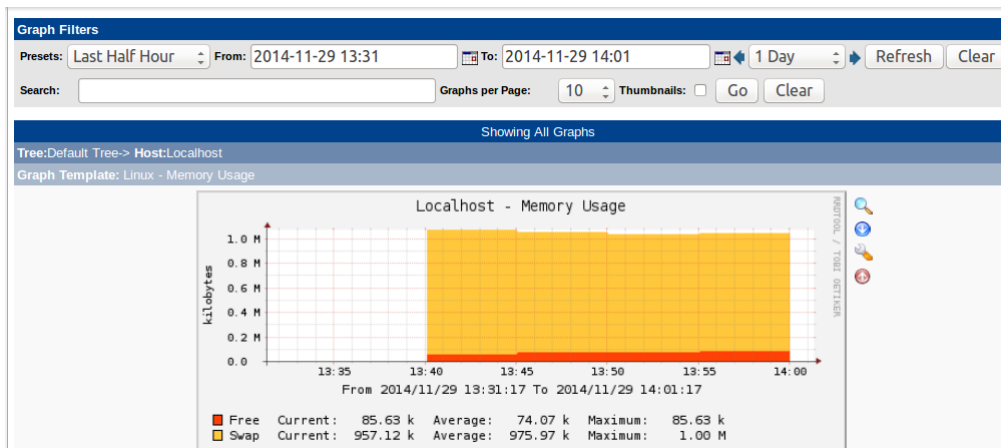 Graph Filters
Presets: Last Half Hour From: 2014-11-29 13:31 To: 2014-11-29 14:01 1 Day Refresh Clear
Search: Graphs per Page: 10 Thumbnails: Go Clear
Showing All Graphs
Tree:Default Tree-> Host:Localhost
Graph Template: Linux - Memory Usage
Localhost - Memory Usage
RRDTOOL / TOBI OETIKER
kilobytes
1.0 M
0.8 M
0.6 M
0.4 M
0.2 M
0.0
13:35 13:40 13:45 13:50 13:55 14:00
From 2014/11/29 13:31:17 To 2014/11/29 14:01:17
Free Current: 85.63 k Average: 74.07 k Maximum: 85.63 k
Swap Current: 957.12 k Average: 975.97 k Maximum: 1.00 M